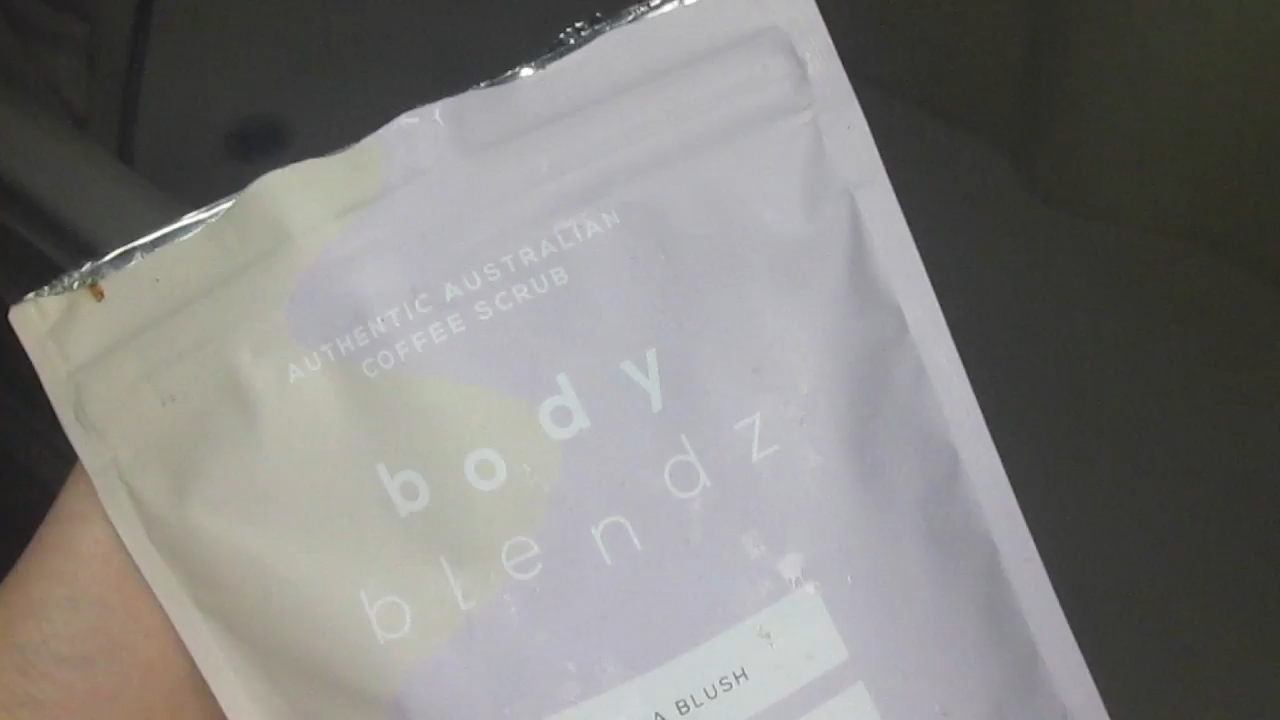 AUTHENTIC AUSTRALIAN
COFFEE SCRUB
body
blendz
BLUSH